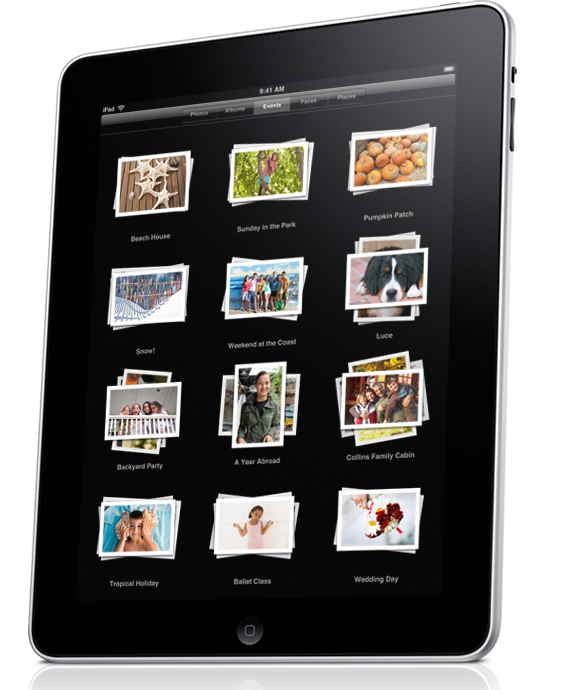 9:41 AM
iPad
Photos Albums Events Faces Places
Beach House Sunday in the Park Pumpkin Patch
Snow! Weekend at the Coast Luce
Backyard Party A Year Abroad Collins Family Cabin
Tropical Holiday Ballet Class Wedding Day